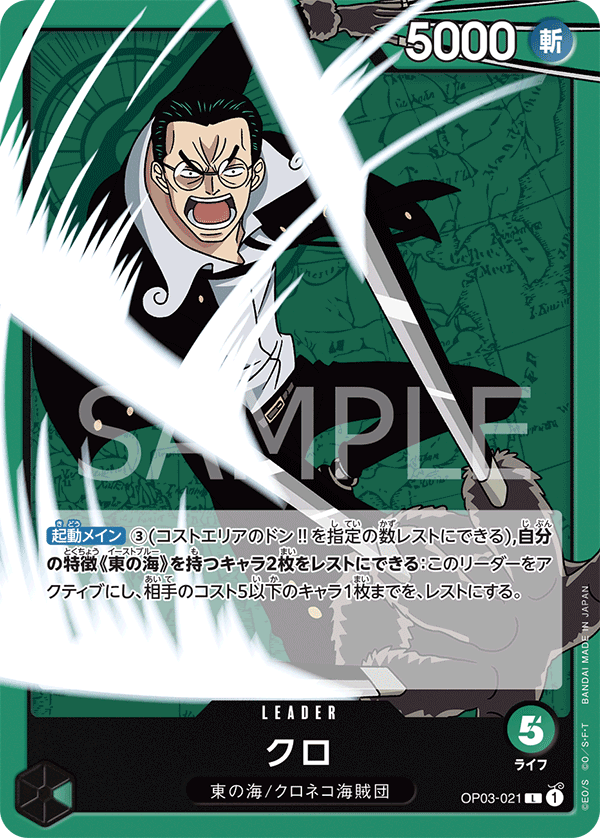 5000 斬
SAMPLE
起動メイン ③(コストエリアのドン!!を指定の数レストにできる),自分
の特徴《東の海》を持つキャラ2枚をレストにできる:このリーダーをア
クティブにし、相手のコスト5以下のキャラ1枚までを、レストにする。
LEADER
クロ
東の海/クロネコ海賊団
5
ライフ
OP03-021 L 1
©E.O/S ©O/S・F・T BANDAI MADE IN JAPAN